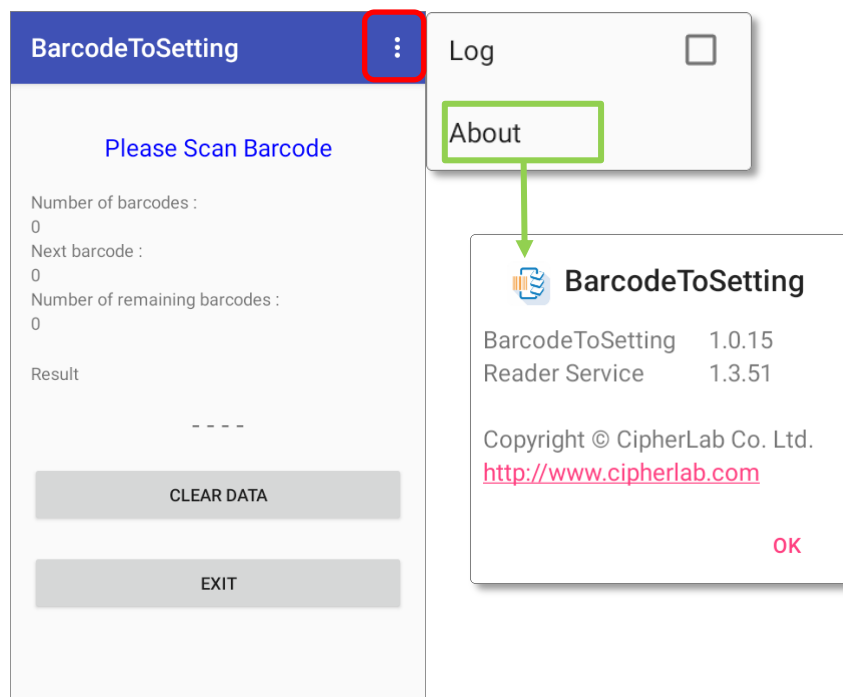 BarcodeToSetting
Please Scan Barcode
Number of barcodes :
0
Next barcode :
0
Number of remaining barcodes :
0
Result
- - - -
CLEAR DATA
EXIT
Log
About
BarcodeToSetting
BarcodeToSetting 1.0.15
Reader Service 1.3.51
Copyright © CipherLab Co. Ltd.
http://www.cipherlab.com
OK